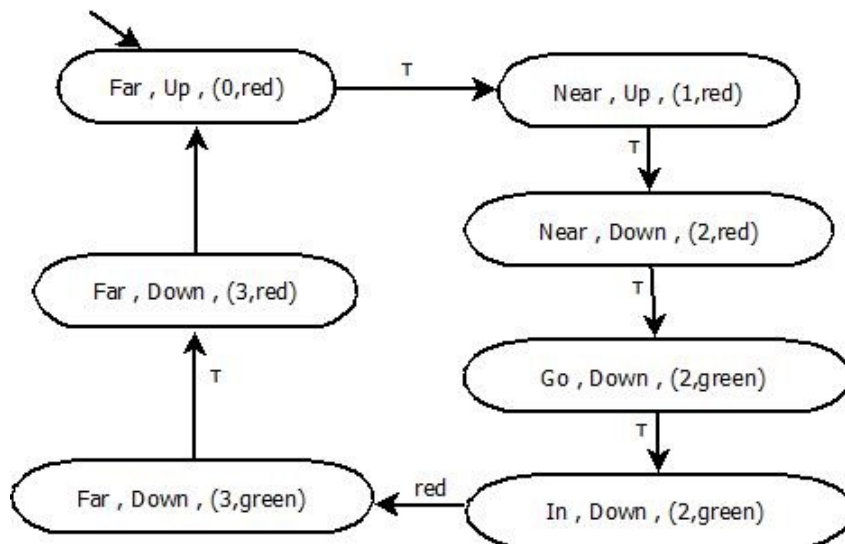 Far , Up , (0,red)
T
Near , Up , (1,red)
T
Near , Down , (2,red)
T
Go , Down , (2,green)
T
In , Down , (2,green)
red
Far , Down , (3,green)
T
Far , Down , (3,red)